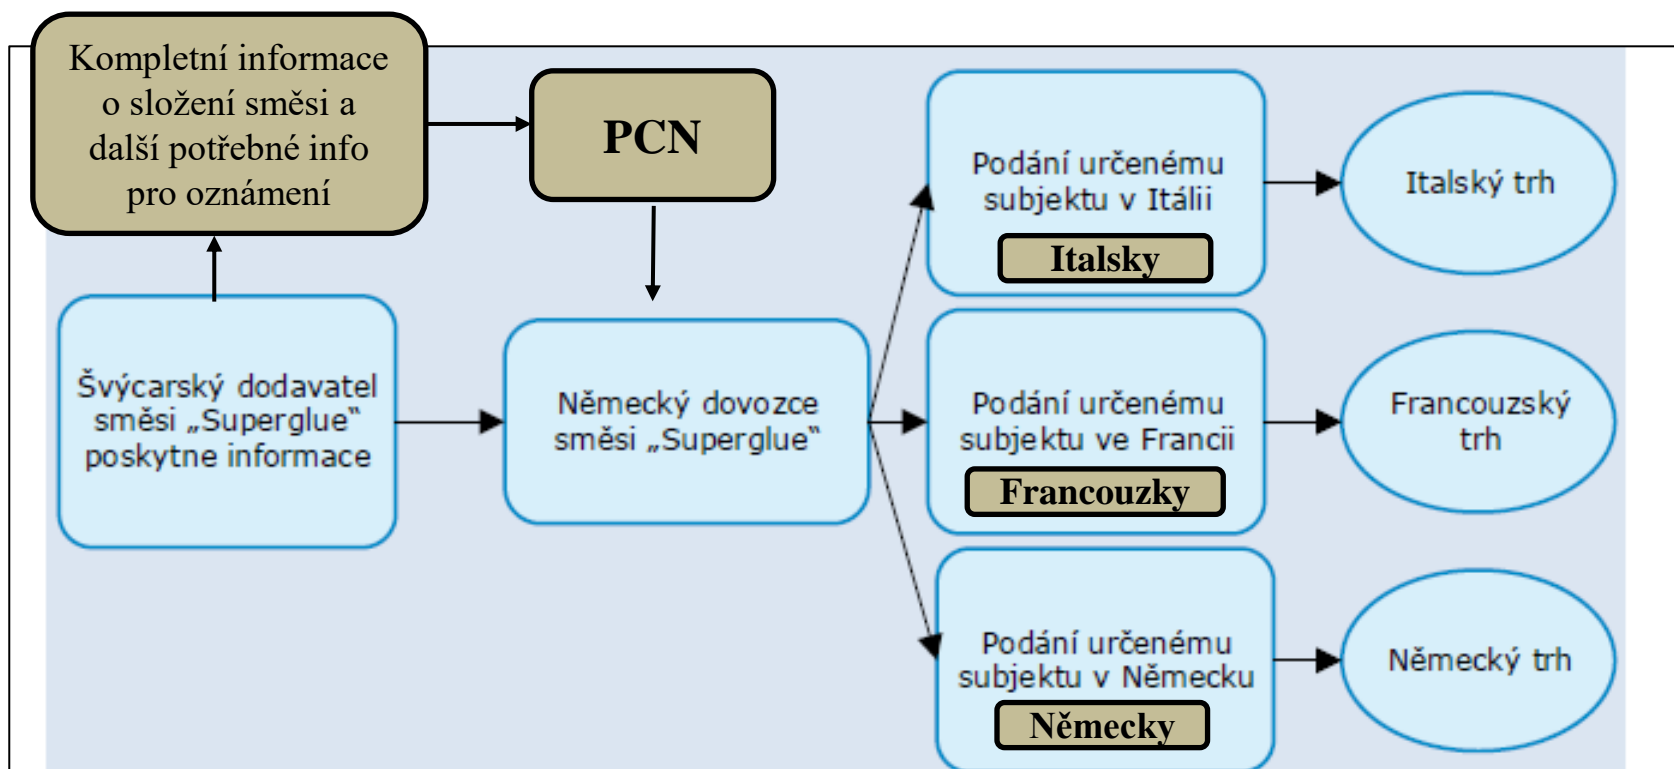 Kompletní informace
o složení směsi a
další potřebné info
pro oznámení
PCN
Švýcarský dodavatel
směsi „Superglue“
poskytne informace
Německý dovozce
směsi „Superglue“
Podání určenému
subjektu v Itálii
Italsky
Italský trh
Podání určenému
subjektu ve Francii
Francouzky
Francouzský
trh
Podání určenému
subjektu v Německu
Německy
Německý trh